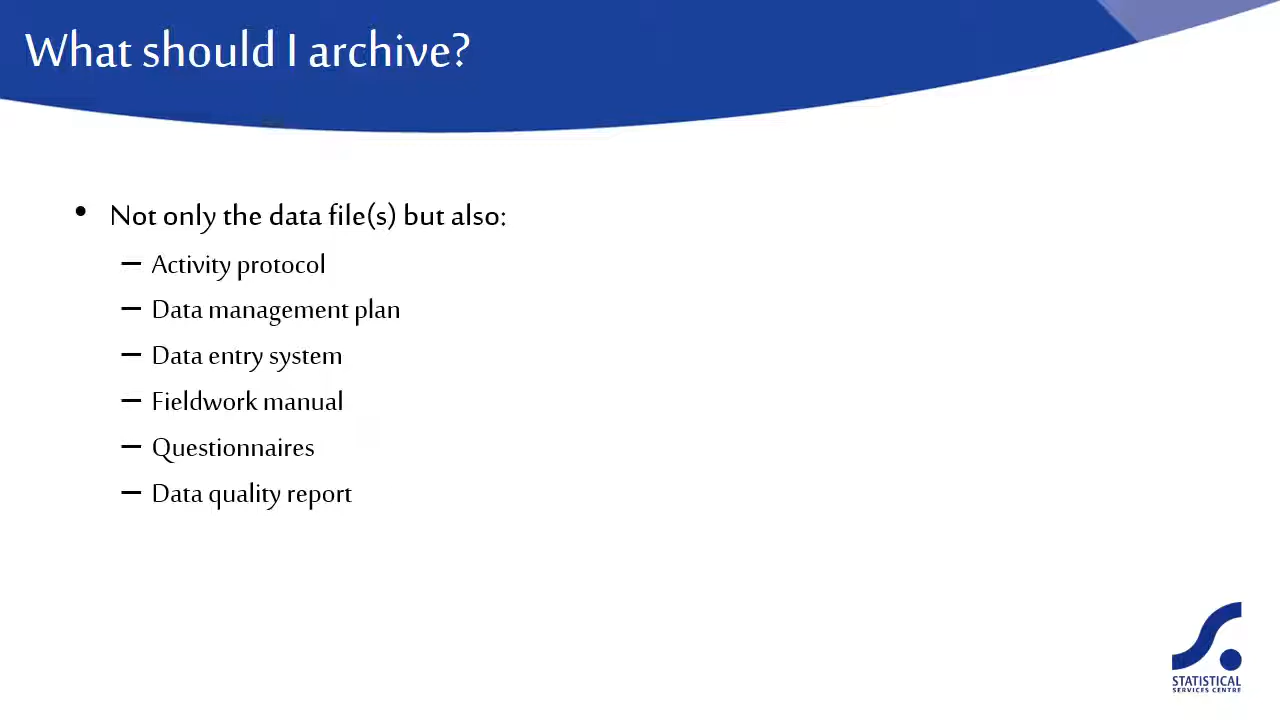 What should I archive?
• Not only the data file(s) but also:
– Activity protocol
– Data management plan
– Data entry system
– Fieldwork manual
– Questionnaires
– Data quality report
STATISTICAL
SERVICES CENTRE